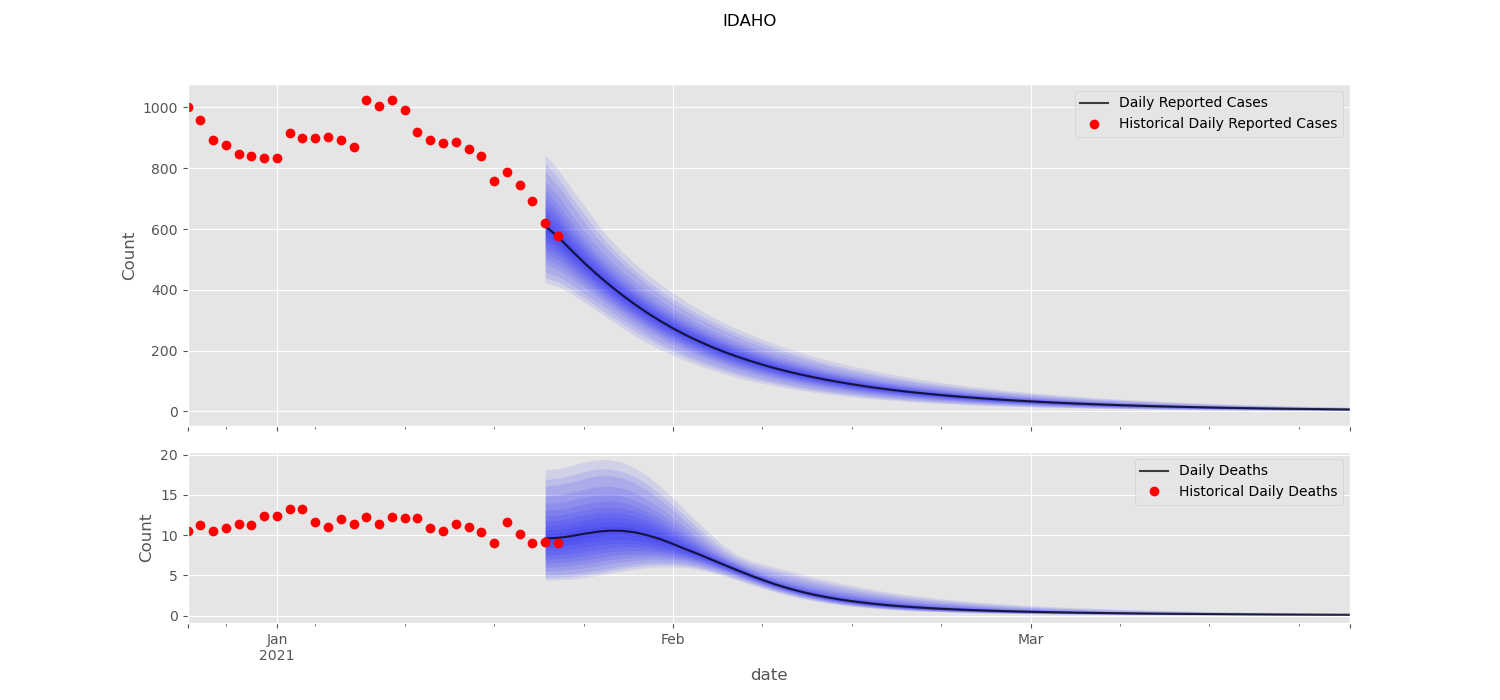 IDAHO
1000
800
600
400
200
0
Count
Daily Reported Cases
Historical Daily Reported Cases
20
15
10
5
0
Count
Daily Deaths
Historical Daily Deaths
Jan
2021
Feb
Mar
date